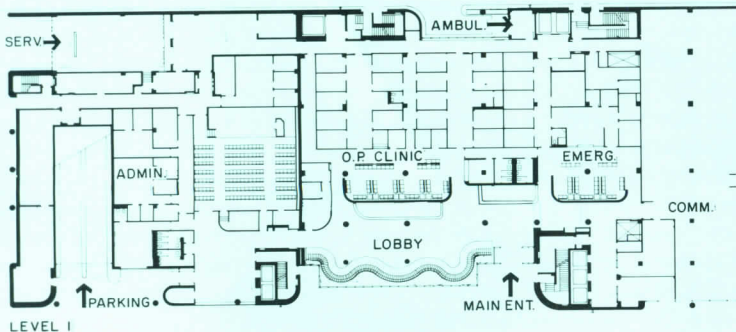 AMBUL.
SERV.
O.P. CLINIC
EMERG.
ADMIN.
COMM.
LOBBY
PARKING
MAIN ENT.
LEVEL I